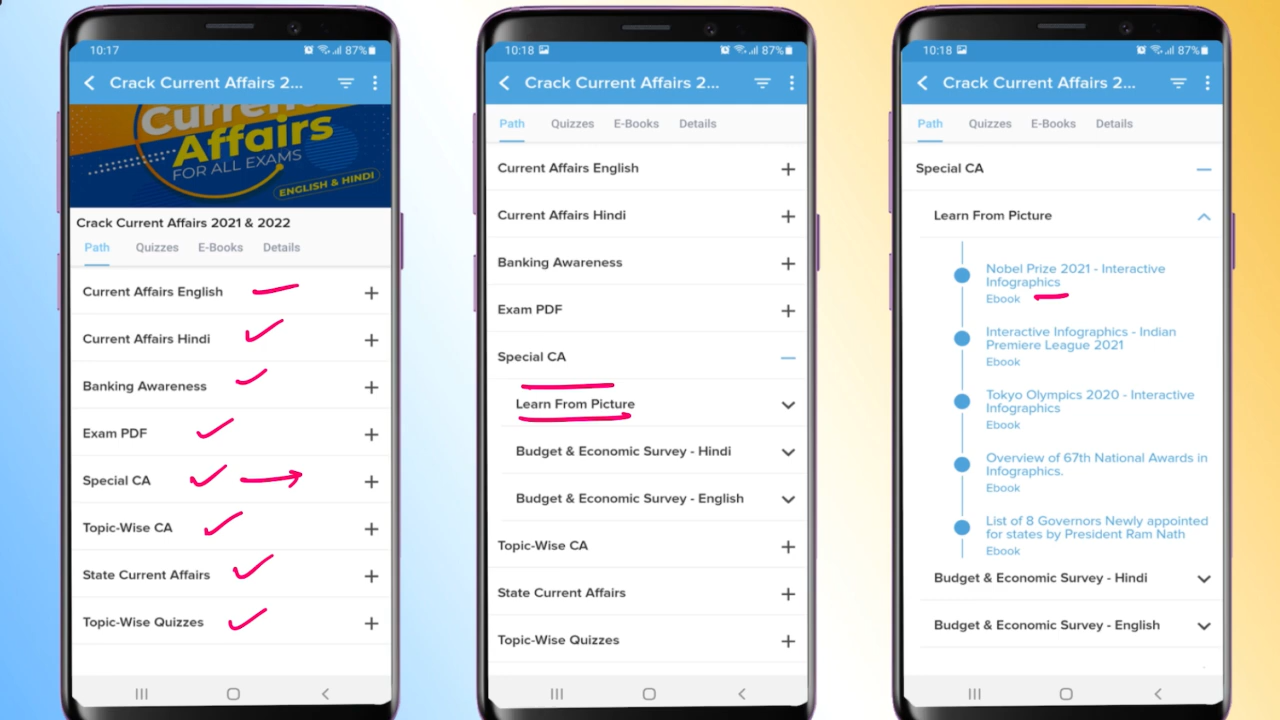 10:17
87%
Crack Current Affairs 2...
Current
Affairs
FOR ALL EXAMS
ENGLISH & HINDI
Crack Current Affairs 2021 & 2022
Path Quizzes E-Books Details
Current Affairs English
Current Affairs Hindi
Banking Awareness
Exam PDF
Special CA
Topic-Wise CA
State Current Affairs
Topic-Wise Quizzes
10:18
87%
Crack Current Affairs 2...
Path Quizzes E-Books Details
Current Affairs English
Current Affairs Hindi
Banking Awareness
Exam PDF
Special CA
Learn From Picture
Budget & Economic Survey - Hindi
Budget & Economic Survey - English
Topic-Wise CA
State Current Affairs
Topic-Wise Quizzes
10:18
87%
Crack Current Affairs 2...
Path Quizzes E-Books Details
Special CA
Learn From Picture
Nobel Prize 2021 - Interactive
Infographics
Ebook
Interactive Infographics - Indian
Premiere League 2021
Ebook
Tokyo Olympics 2020 - Interactive
Infographics
Ebook
Overview of 67th National Awards in
Infographics.
Ebook
List of 8 Governors Newly appointed
for states by President Ram Nath
Ebook
Budget & Economic Survey - Hindi
Budget & Economic Survey - English